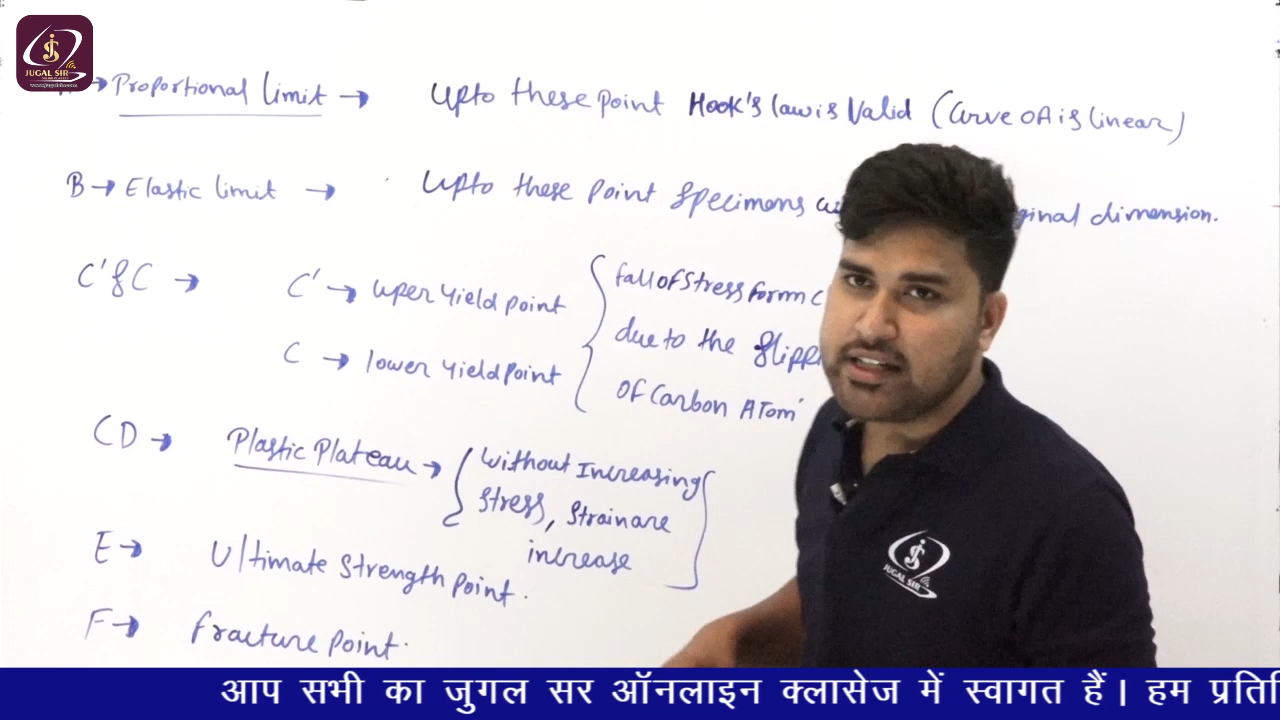 JUGAL SIR
→ Proportional limit → Upto these point Hook's law is Valid (Curve OA is linear)
B → Elastic limit → Upto these point specimens ginal dimension.
C' & C → C' → uper yield point
C → lower yield point
fall of stress form C
due to the slipp
of Carbon Atom
CD → Plastic Plateau → without Increasing
stress, strain are
increase
E → Ultimate strength point.
F → fracture point.
JUGAL SIR
आप सभी का जुगल सर ऑनलाइन क्लासेज में स्वागत हैं। हम प्रति